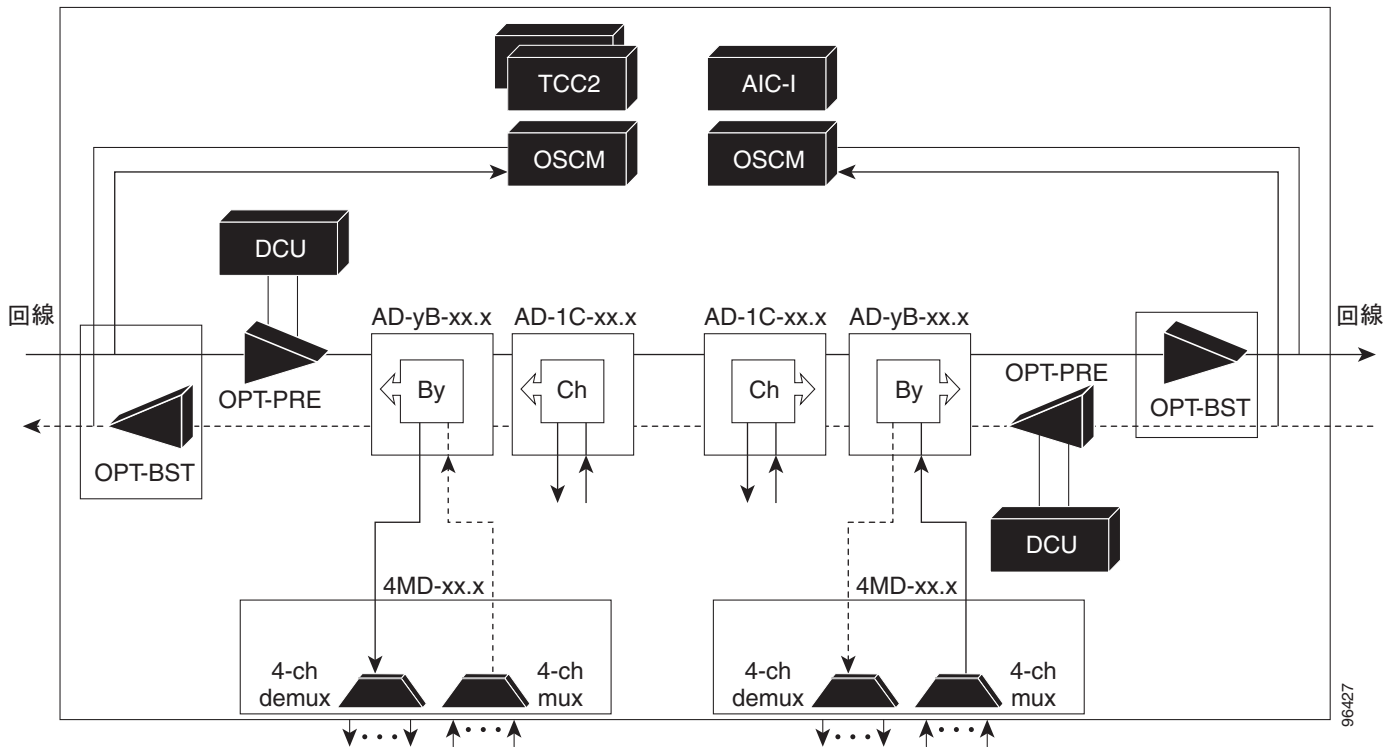 TCC2
AIC-I
OSCM
OSCM
DCU
回線
回線
AD-yB-xx.x
AD-1C-xx.x
AD-1C-xx.x
AD-yB-xx.x
By
Ch
Ch
By
OPT-PRE
OPT-PRE
OPT-BST
OPT-BST
DCU
4MD-xx.x
4MD-xx.x
4-ch
demux
4-ch
mux
4-ch
demux
4-ch
mux
96427